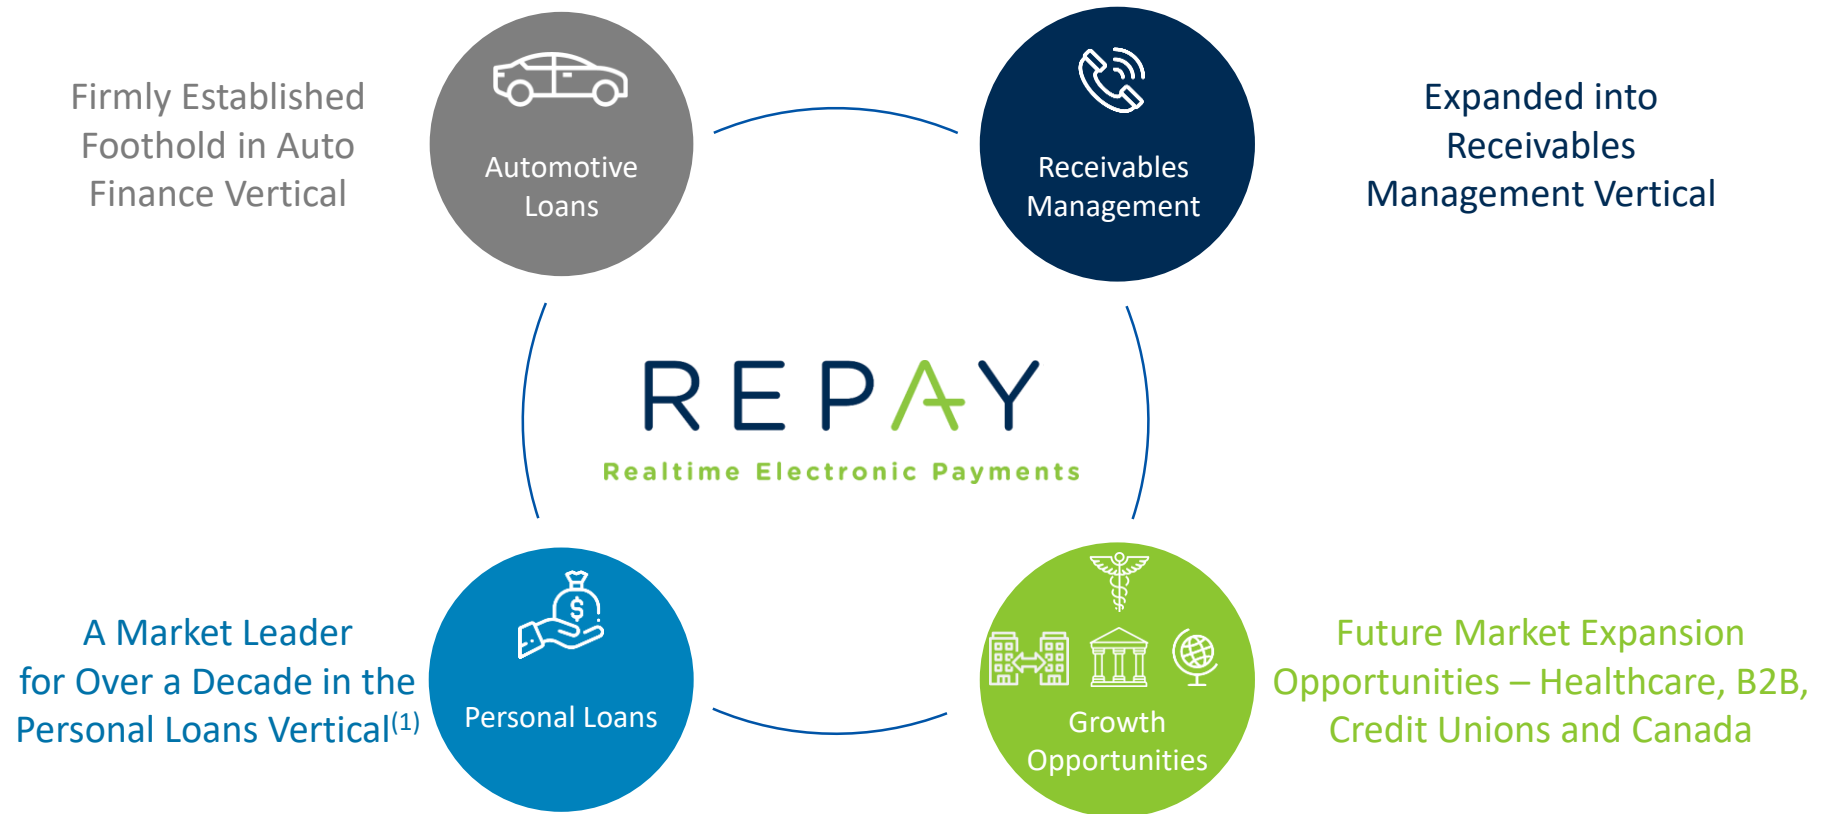 Firmly Established
Foothold in Auto
Finance Vertical
Automotive
Loans
Receivables
Management
Expanded into
Receivables
Management Vertical
REPAY
Realtime Electronic Payments
A Market Leader
for Over a Decade in the
Personal Loans Vertical(1)
$
Personal Loans
Growth
Opportunities
Future Market Expansion
Opportunities – Healthcare, B2B,
Credit Unions and Canada